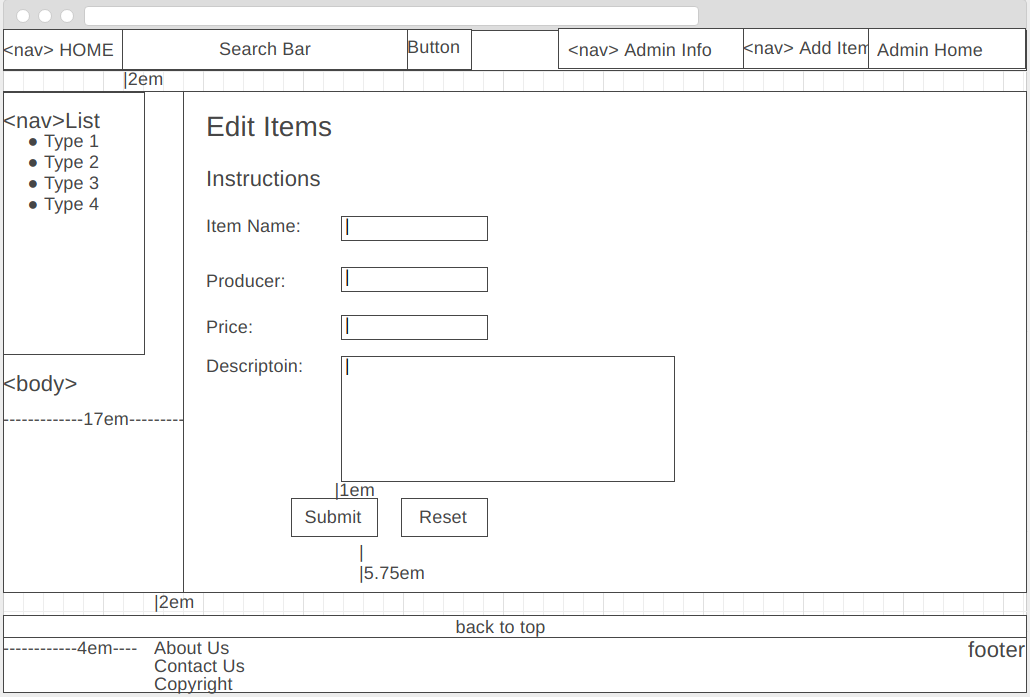 <nav> HOME
Search Bar
Button
<nav> Admin Info
<nav> Add Item
Admin Home
|2em
<nav>List
● Type 1
● Type 2
● Type 3
● Type 4
<body>
-------------17em---------
Edit Items
Instructions
Item Name:
|
Producer:
|
Price:
|
Descriptoin:
|
|1em
Submit
Reset
|
|5.75em
|2em
back to top
------------4em----
About Us
Contact Us
Copyright
footer